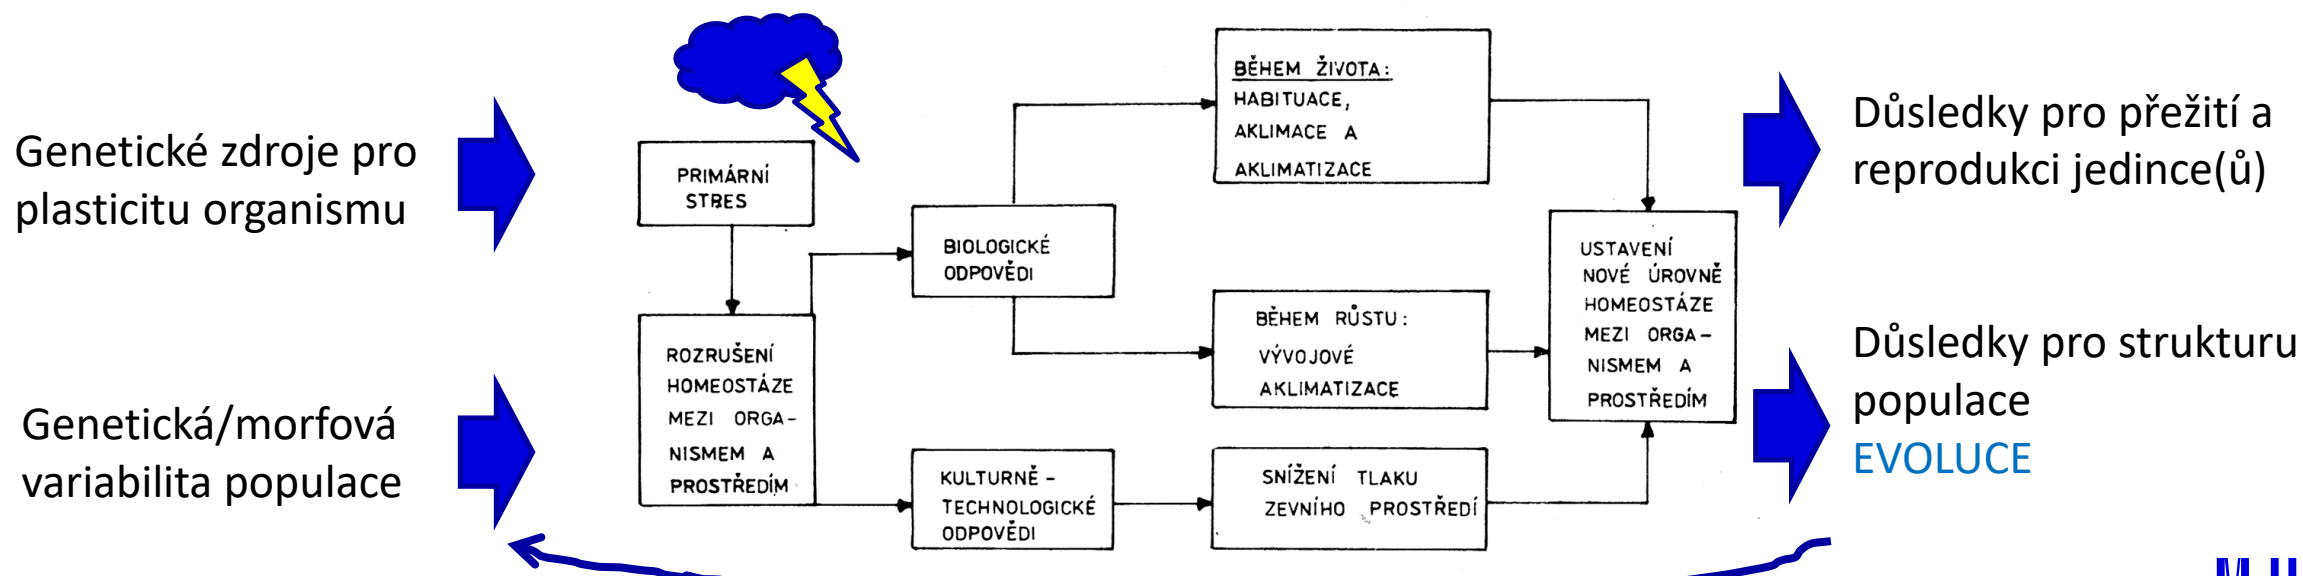 Genetické zdroje pro
plasticitu organismu
Genetická/morfová
variabilita populace
PRIMÁRNÍ
STRES
ROZRUŠENÍ
HOMEOSTÁZE
MEZI ORGA-
NISMEM A
PROSTŘEDÍM
BIOLOGICKÉ
ODPOVĚDI
KULTURNĚ-
TECHNOLOGICKÉ
ODPOVĚDI
BĚHEM ŽIVOTA:
HABITUACE,
AKLIMACE A
AKLIMATIZACE
BĚHEM RŮSTU:
VÝVOJOVÉ
AKLIMATIZACE
SNÍŽENÍ TLAKU
ZEVNÍHO PROSTŘEDÍ
USTAVENÍ
NOVÉ ÚROVNĚ
HOMEOSTÁZE
MEZI ORGA-
NISMEM A
PROSTŘEDÍM
Důsledky pro přežití a
reprodukci jedince(ů)
Důsledky pro strukturu
populace
EVOLUCE